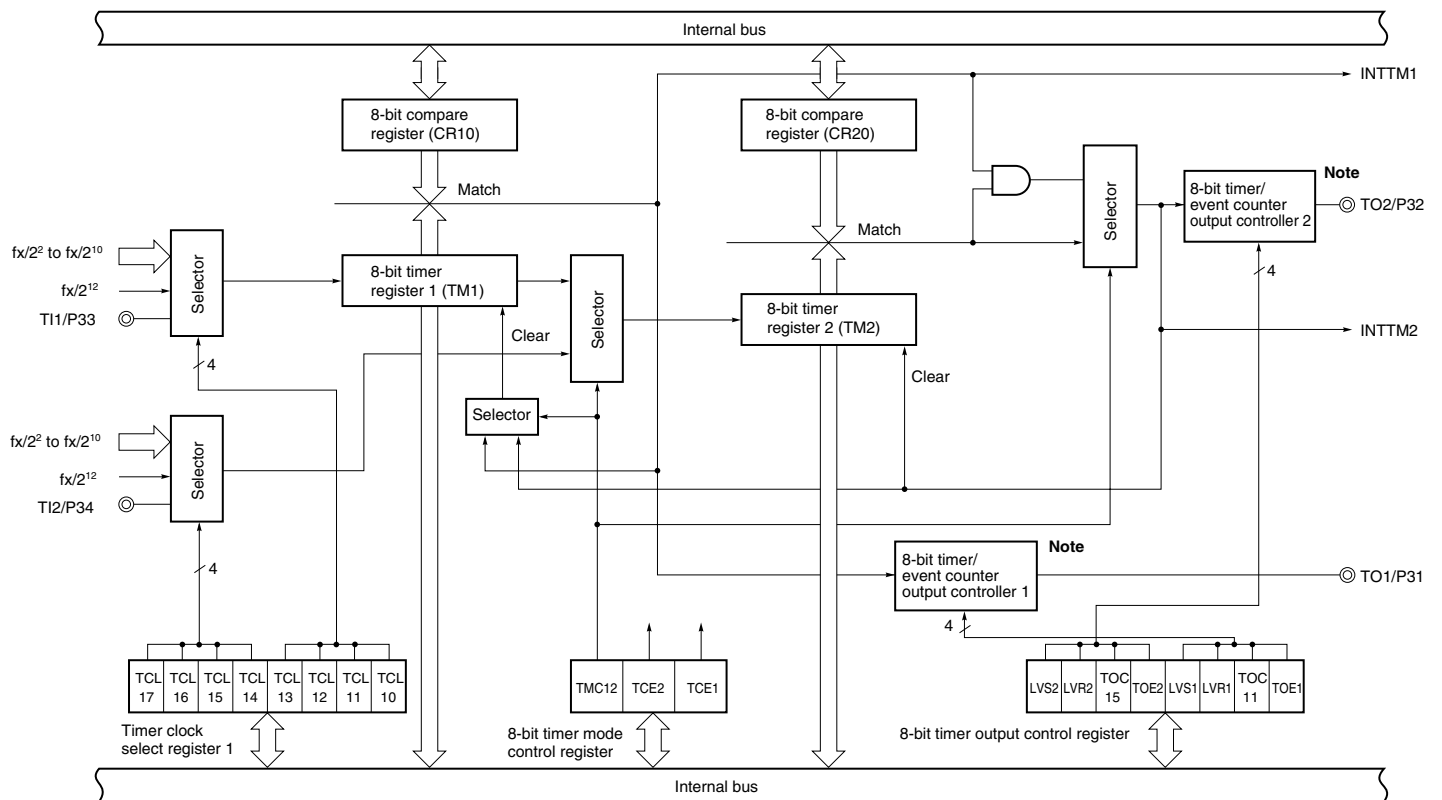 Internal bus
INTTM1
8-bit compare
register (CR10)
8-bit compare
register (CR20)
Match
Selector
8-bit timer/
event counter
output controller 2
Note
TO2/P32
4
Match
fx/2² to fx/2¹⁰
fx/2¹²
TI1/P33
Selector
4
8-bit timer
register 1 (TM1)
Clear
Selector
8-bit timer
register 2 (TM2)
Clear
INTTM2
Selector
fx/2² to fx/2¹⁰
fx/2¹²
TI2/P34
Selector
4
8-bit timer/
event counter
output controller 1
Note
TO1/P31
4
TCL
17
TCL
16
TCL
15
TCL
14
TCL
13
TCL
12
TCL
11
TCL
10
Timer clock
select register 1
TMC12
TCE2
TCE1
8-bit timer mode
control register
LVS2
LVR2
TOC
15
TOE2
LVS1
LVR1
TOC
11
TOE1
8-bit timer output control register
Internal bus